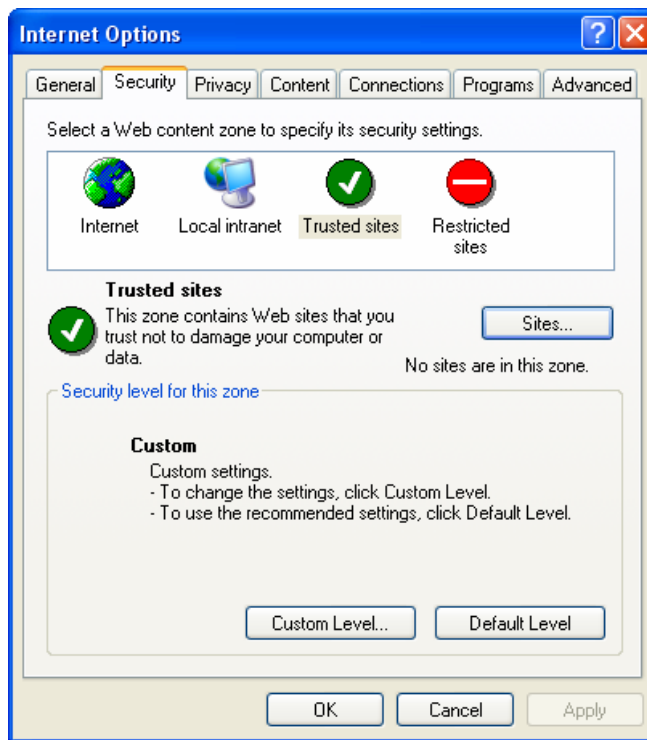 Internet Options
General Security Privacy Content Connections Programs Advanced
Select a Web content zone to specify its security settings.
Internet Local intranet Trusted sites Restricted
sites
Trusted sites
This zone contains Web sites that you
trust not to damage your computer or
data.
Sites...
No sites are in this zone.
Security level for this zone
Custom
Custom settings.
- To change the settings, click Custom Level.
- To use the recommended settings, click Default Level.
Custom Level... Default Level
OK Cancel Apply